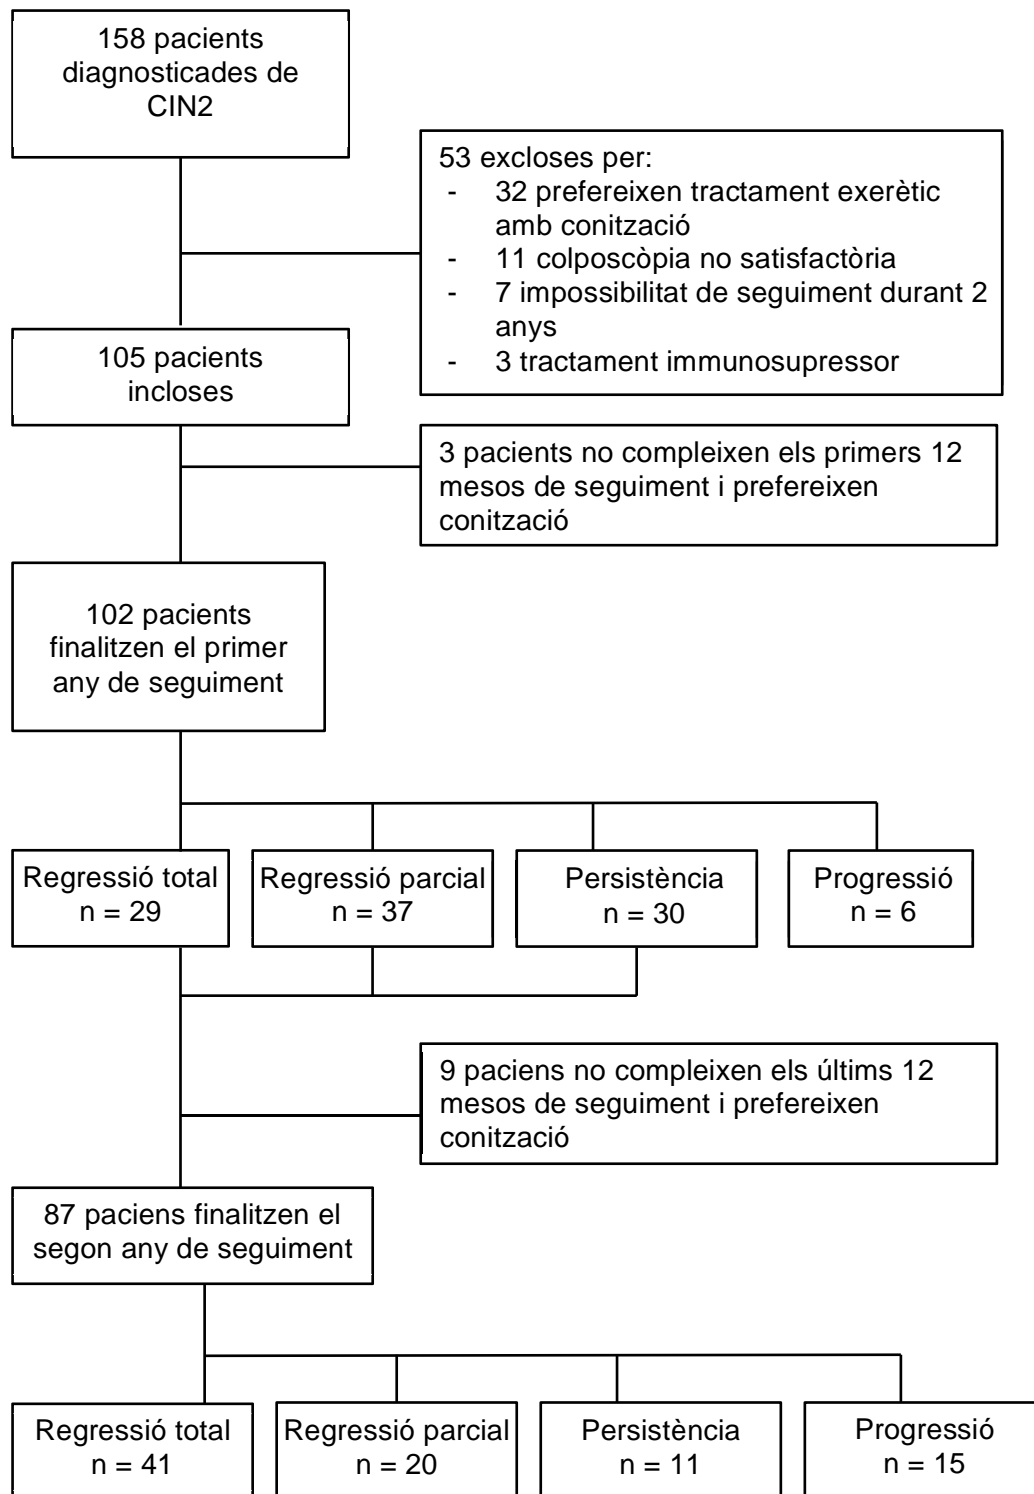 158 pacients
diagnosticades de
CIN2
53 excloses per:
- 32 prefereixen tractament exerètic
amb conització
- 11 colposcòpia no satisfactòria
- 7 impossibilitat de seguiment durant 2
anys
- 3 tractament immunosupressor
105 pacients
incloses
3 pacients no compleixen els primers 12
mesos de seguiment i prefereixen
conització
102 pacients
finalitzen el primer
any de seguiment
Regressió total
n = 29
Regressió parcial
n = 37
Persistència
n = 30
Progressió
n = 6
9 paciens no compleixen els últims 12
mesos de seguiment i prefereixen
conització
87 paciens finalitzen el
segon any de seguiment
Regressió total
n = 41
Regressió parcial
n = 20
Persistència
n = 11
Progressió
n = 15